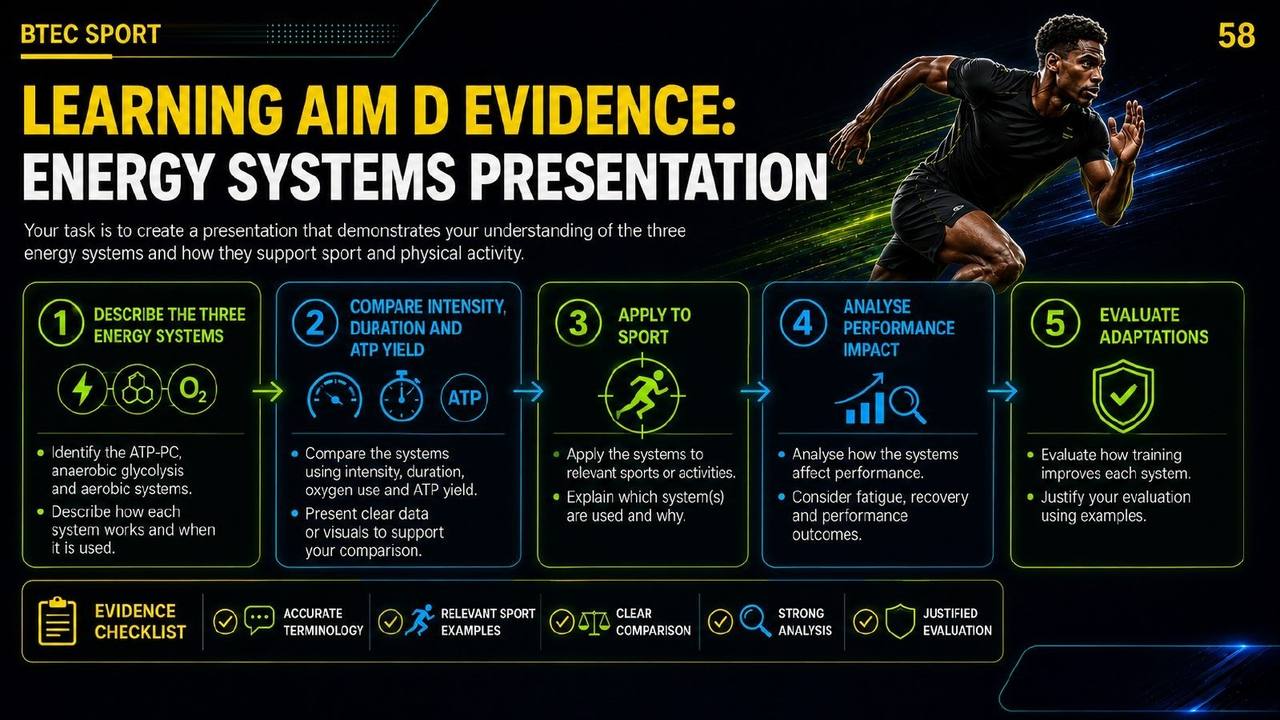 BTEC SPORT
58
LEARNING AIM D EVIDENCE:
ENERGY SYSTEMS PRESENTATION
Your task is to create a presentation that demonstrates your understanding of the three
energy systems and how they support sport and physical activity.
1
DESCRIBE THE THREE
ENERGY SYSTEMS
O₂
• Identify the ATP-PC,
anaerobic glycolysis
and aerobic systems.
• Describe how each
system works and when
it is used.
2
COMPARE INTENSITY,
DURATION AND
ATP YIELD
ATP
• Compare the systems
using intensity, duration,
oxygen use and ATP yield.
• Present clear data
or visuals to support
your comparison.
3
APPLY TO
SPORT
• Apply the systems to
relevant sports or activities.
• Explain which system(s)
are used and why.
4
ANALYSE
PERFORMANCE
IMPACT
• Analyse how the systems
affect performance.
• Consider fatigue, recovery
and performance
outcomes.
5
EVALUATE
ADAPTATIONS
• Evaluate how training
improves each system.
• Justify your evaluation
using examples.
EVIDENCE
CHECKLIST
ACCURATE
TERMINOLOGY
RELEVANT SPORT
EXAMPLES
CLEAR
COMPARISON
STRONG
ANALYSIS
JUSTIFIED
EVALUATION